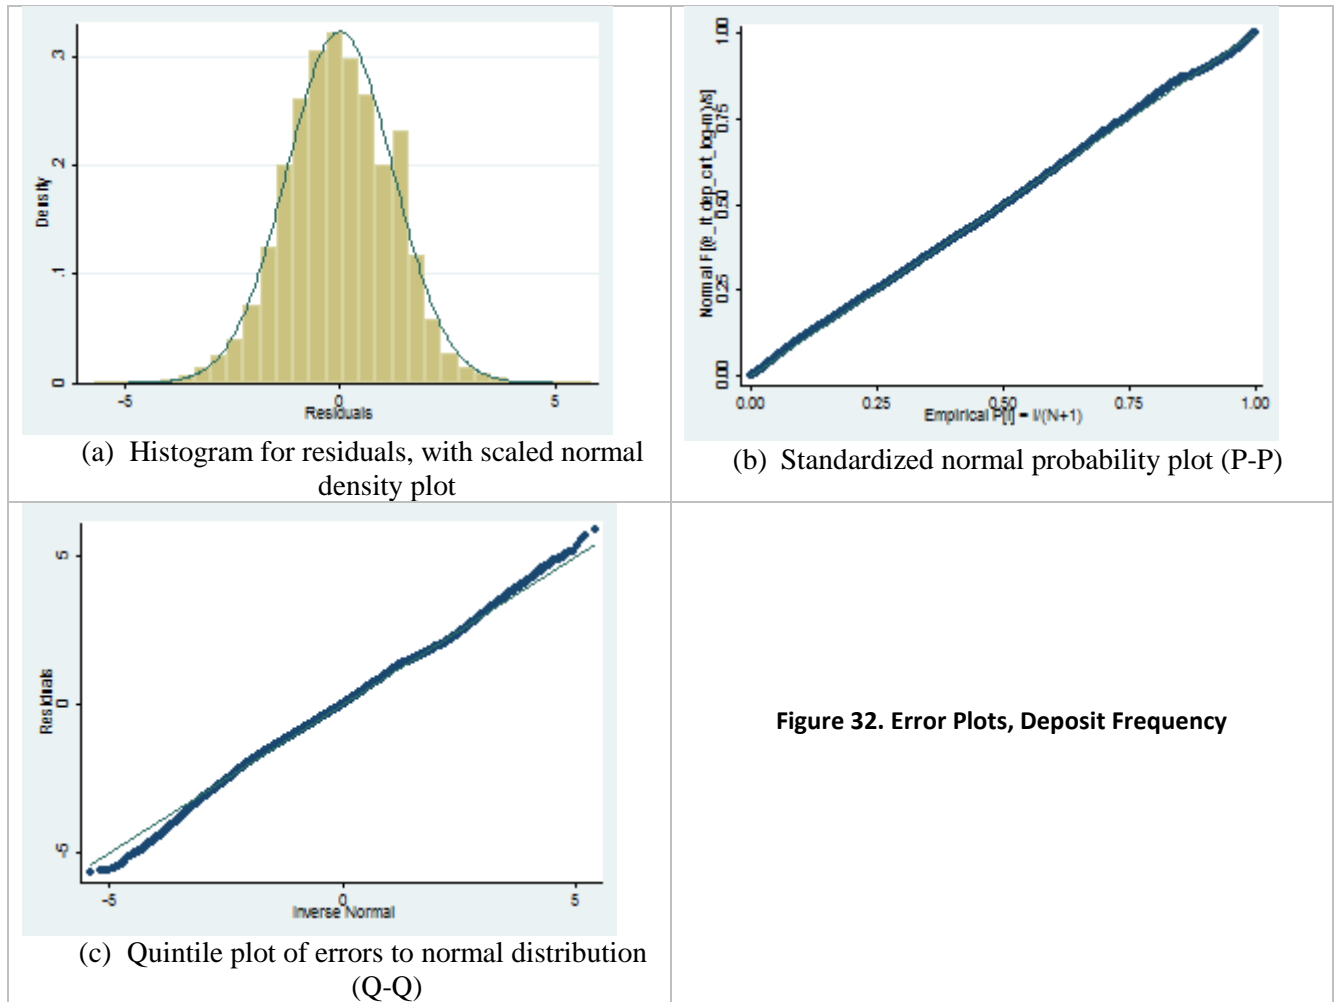 .3
.2
.1
0
Density
-5
0
5
Residuals
(a) Histogram for residuals, with scaled normal
density plot
1.00
0.75
0.50
0.25
0.00
0.00
0.25
0.50
0.75
1.00
Empirical P[i] = i/(N+1)
(b) Standardized normal probability plot (P-P)
5
0
-5
Residuals
-5
0
5
Inverse Normal
(c) Quintile plot of errors to normal distribution
(Q-Q)
Figure 32. Error Plots, Deposit Frequency